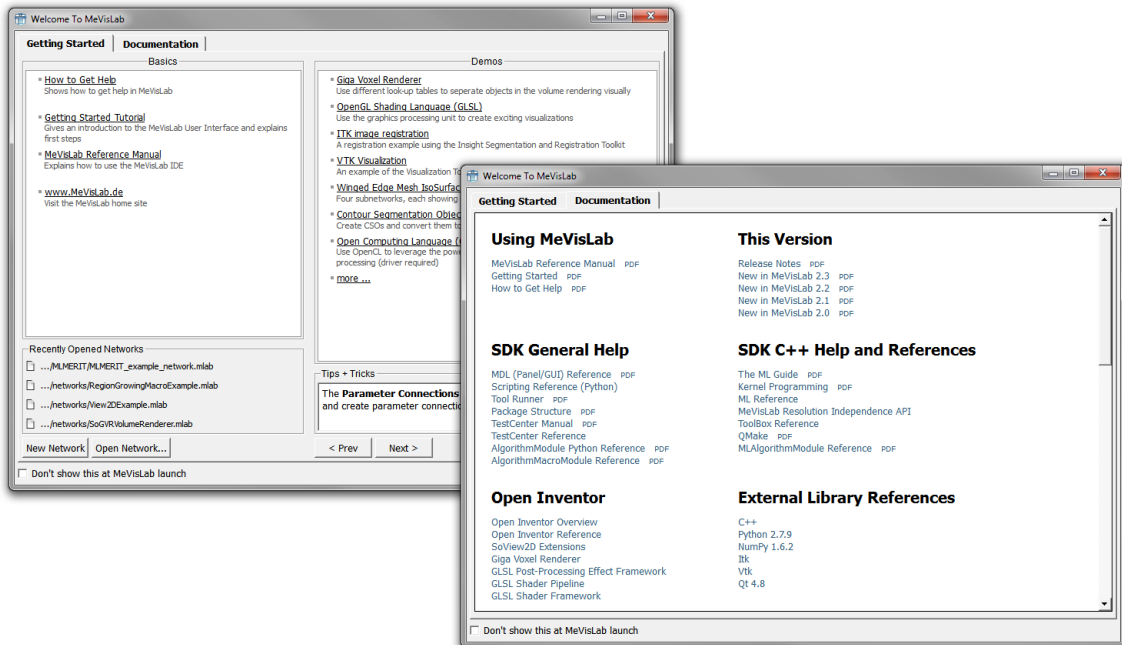 Welcome To MeVisLab
Getting Started
Documentation
Basics
How to Get Help
Shows how to get help in MeVisLab
Getting Started Tutorial
Gives an introduction to the MeVisLab User Interface and explains
first steps
MeVisLab Reference Manual
Explains how to use the MeVisLab IDE
www.MeVisLab.de
Visit the MeVisLab home site
Recently Opened Networks
.../MLMERIT/MLMERIT_example_network.mlab
.../networks/RegionGrowingMacroExample.mlab
.../networks/View2DExample.mlab
.../networks/SoGVRVolumeRenderer.mlab
New Network
Open Network...
Don't show this at MeVisLab launch
Demos
Giga Voxel Renderer
Use different look-up tables to seperate objects in the volume rendering visually
OpenGL Shading Language (GLSL)
Use the graphics processing unit to create exciting visualizations
ITK image registration
A registration example using the Insight Segmentation and Registration Toolkit
VTK Visualization
An example of the Visualization
Winged Edge Mesh
Four subnetworks, each showing
Contour Segmentation
Create CSOs and convert them to
Open Computing Language
Use OpenCL to leverage the
processing (driver required)
more ...
Tips + Tricks
The Parameter Connections
and create parameter
< Prev
Next >
Welcome To MeVisLab
Getting Started
Documentation
Using MeVisLab
MeVisLab Reference Manual PDF
Getting Started PDF
How to Get Help PDF
This Version
Release Notes PDF
New in MeVisLab 2.3 PDF
New in MeVisLab 2.2 PDF
New in MeVisLab 2.1 PDF
New in MeVisLab 2.0 PDF
SDK General Help
MDL (Panel/GUI) Reference PDF
Scripting Reference (Python)
Tool Runner PDF
Package Structure PDF
TestCenter Manual PDF
TestCenter Reference
AlgorithmModule Python Reference PDF
AlgorithmMacroModule Reference PDF
SDK C++ Help and References
The ML Guide PDF
Kernel Programming PDF
ML Reference
MeVisLab Resolution Independence API
ToolBox Reference
QMake PDF
MLAlgorithmModule Reference PDF
Open Inventor
Open Inventor Overview
Open Inventor Reference
SoView2D Extensions
Giga Voxel Renderer
GLSL Post-Processing Effect Framework
GLSL Shader Pipeline
GLSL Shader Framework
External Library References
C++
Python 2.7.9
NumPy 1.6.2
Itk
Vtk
Qt 4.8
Don't show this at MeVisLab launch